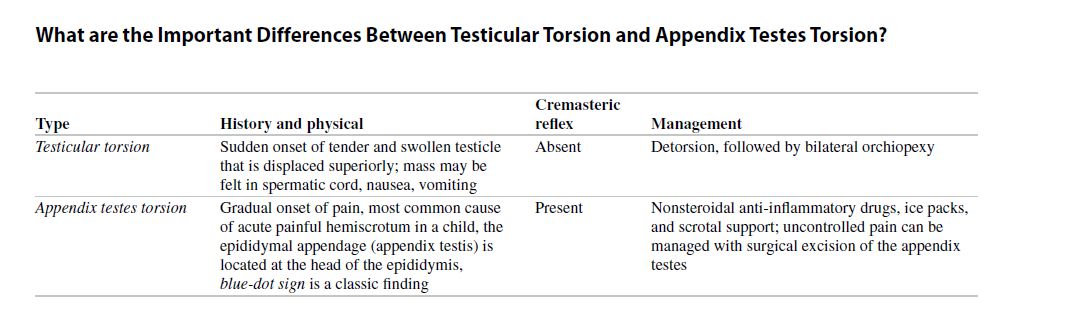 What are the Important Differences Between Testicular Torsion and Appendix Testes Torsion?
Cremasteric
Type History and physical reflex Management
Testicular torsion Sudden onset of tender and swollen testicle Absent Detorsion, followed by bilateral orchiopexy
that is displaced superiorly; mass may be
felt in spermatic cord, nausea, vomiting
Appendix testes torsion Gradual onset of pain, most common cause Present Nonsteroidal anti-inflammatory drugs, ice packs,
of acute painful hemiscrotum in a child, the and scrotal support; uncontrolled pain can be
epididymal appendage (appendix testis) is managed with surgical excision of the appendix
located at the head of the epididymis, testes
blue-dot sign is a classic finding